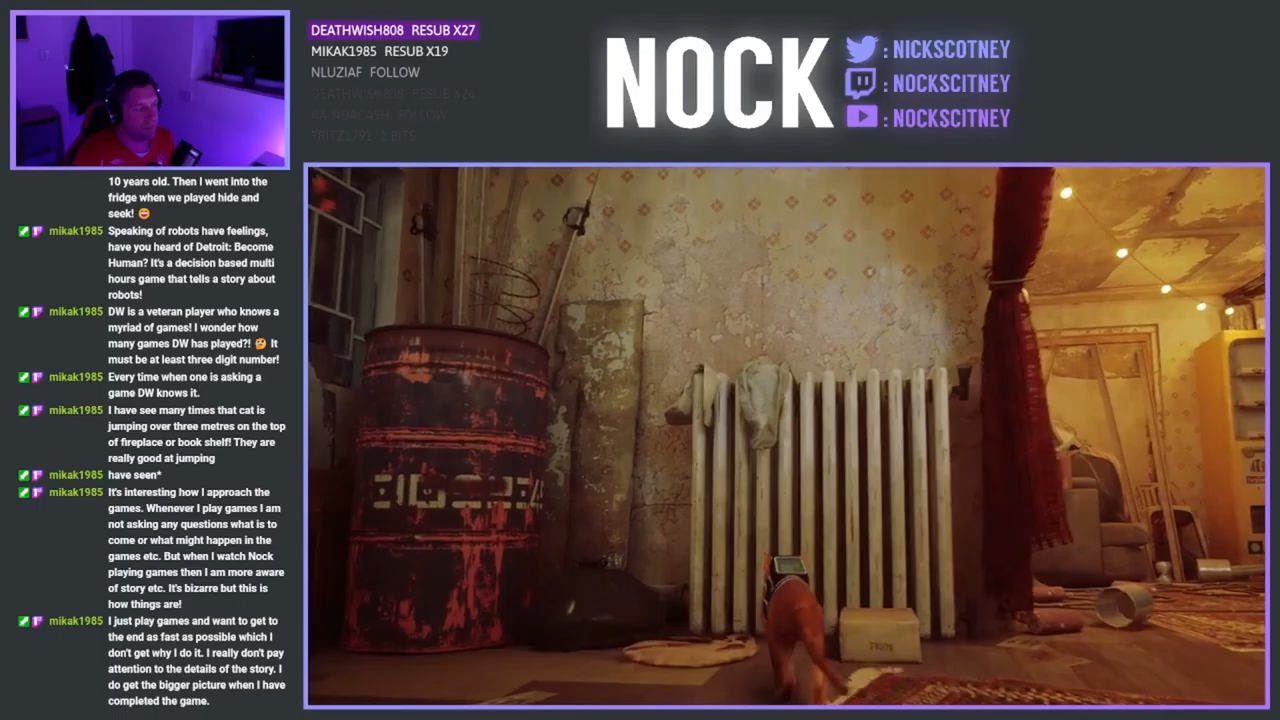 DEATHWISH808 RESUB X27
MIKAK1985 RESUB X19
NLUZIAF FOLLOW
DEATHWISH808 RESUB X26
FRITZ1791 2 BITS
NOCK
: NICKSCOTNEY
: NOCKSCITNEY
: NOCKSCITNEY
10 years old. Then I went into the
fridge when we played hide and
seek! 😄
mikak1985 Speaking of robots have feelings,
have you heard of Detroit: Become
Human? It's a decision based multi
hours game that tells a story about
robots!
mikak1985 DW is a veteran player who knows a
myriad of games! I wonder how
many games DW has played?! 🤔 It
must be at least three digit number!
mikak1985 Every time when one is asking a
game DW knows it.
mikak1985 I have see many times that cat is
jumping over three metres on the top
of fireplace or book shelf! They are
really good at jumping
mikak1985 have seen*
mikak1985 It's interesting how I approach the
games. Whenever I play games I am
not asking any questions what is to
come or what might happen in the
games etc. But when I watch Nock
playing games then I am more aware
of story etc. It's bizarre but this is
how things are!
mikak1985 I just play games and want to get to
the end as fast as possible which I
don't get why I do it. I really don't pay
attention to the details of the story. I
do get the bigger picture when I have
completed the game.